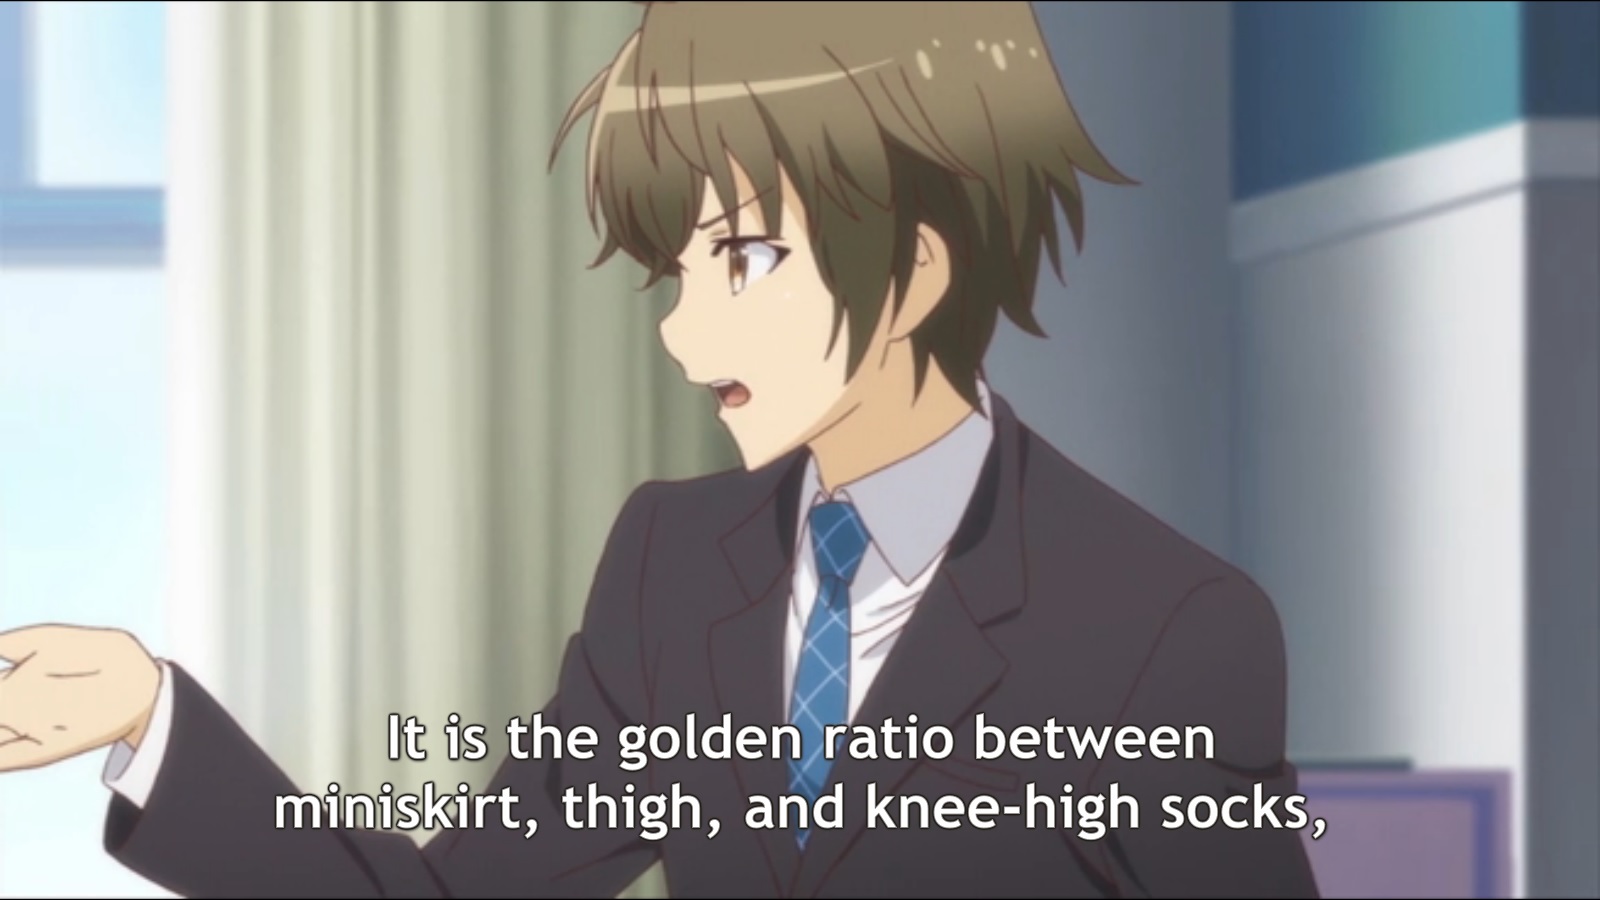 It is the golden ratio between
miniskirt, thigh, and knee-high socks,